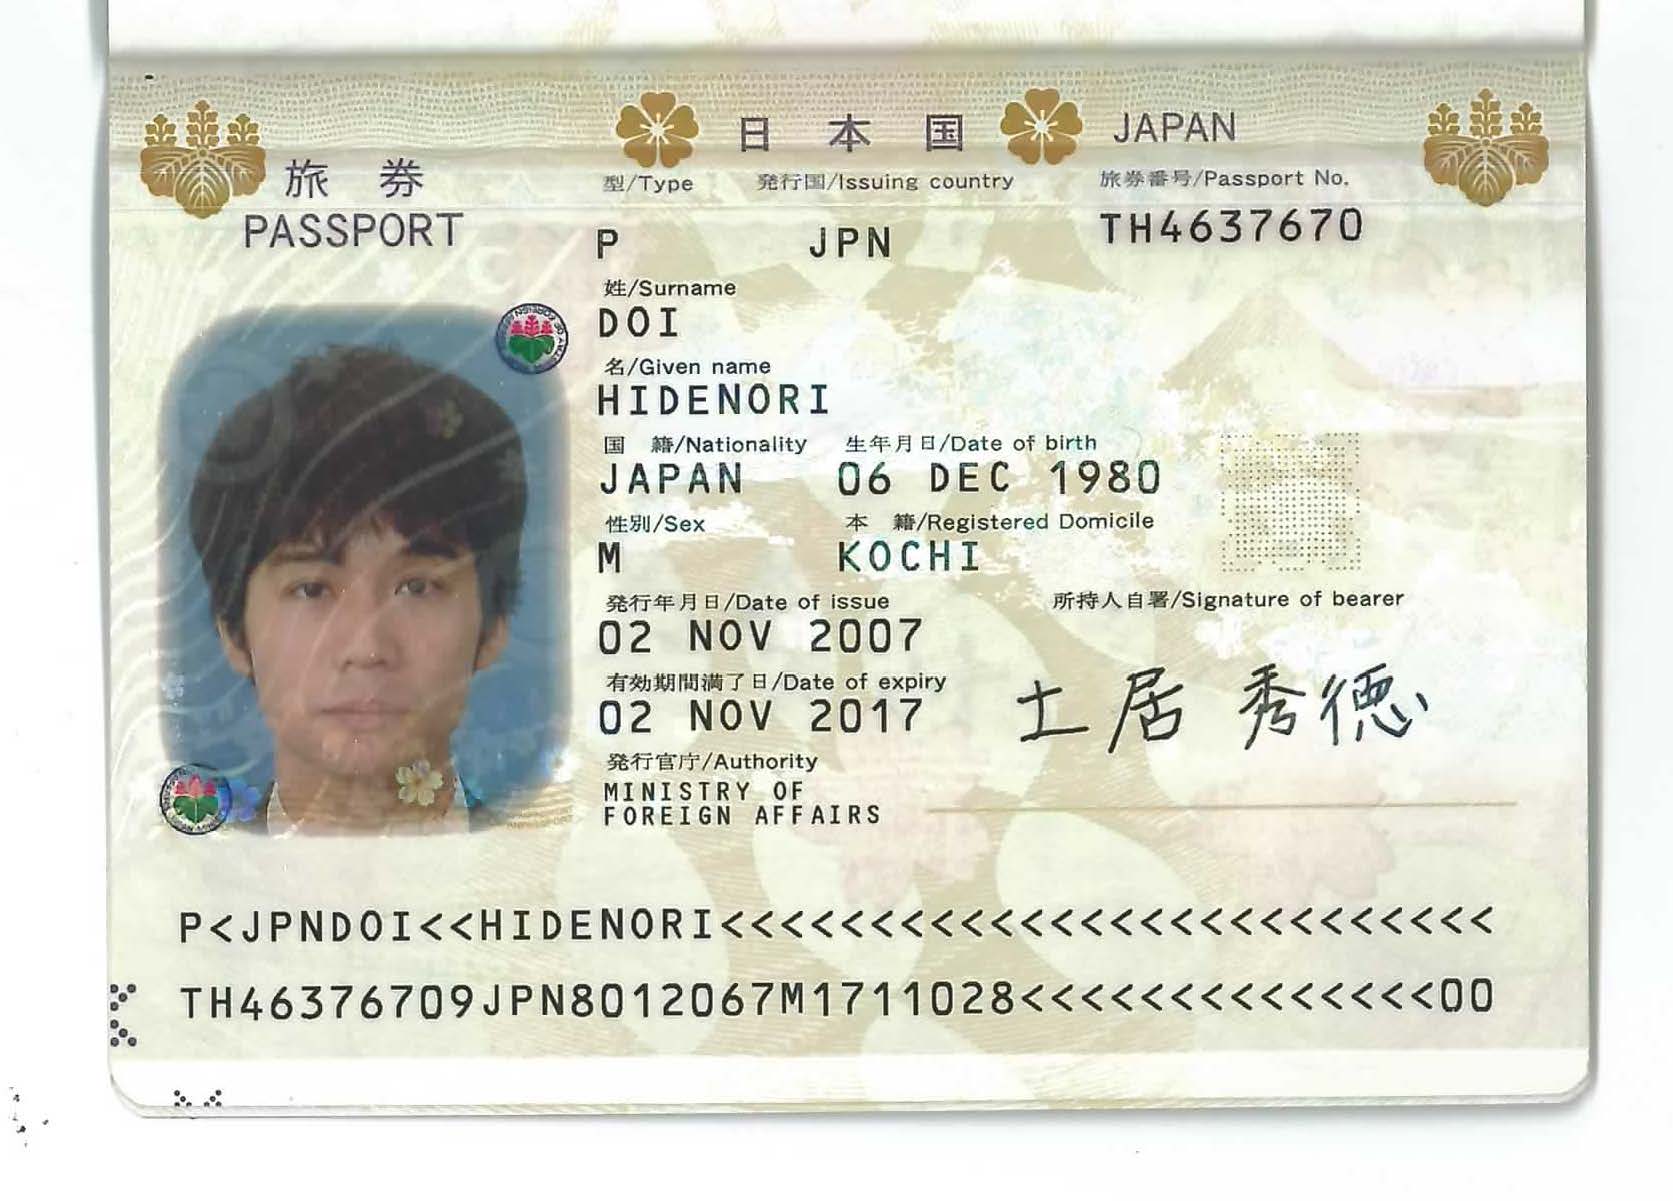 日本国 JAPAN
旅券
PASSPORT
型/Type 発行国/Issuing country 旅券番号/Passport No.
P JPN TH4637670
姓/Surname
DOI
名/Given name
HIDENORI
国 籍/Nationality 生年月日/Date of birth
JAPAN 06 DEC 1980
性別/Sex 本 籍/Registered Domicile
M KOCHI
発行年月日/Date of issue 所持人自署/Signature of bearer
02 NOV 2007
有効期間満了日/Date of expiry
02 NOV 2017 土居 秀徳
発行官庁/Authority
MINISTRY OF
FOREIGN AFFAIRS
P<JPNDOI<<HIDENORI<<<<<<<<<<<<<<<<<<<<<<<<<<
TH46376709JPN8012067M1711028<<<<<<<<<<<<<<00